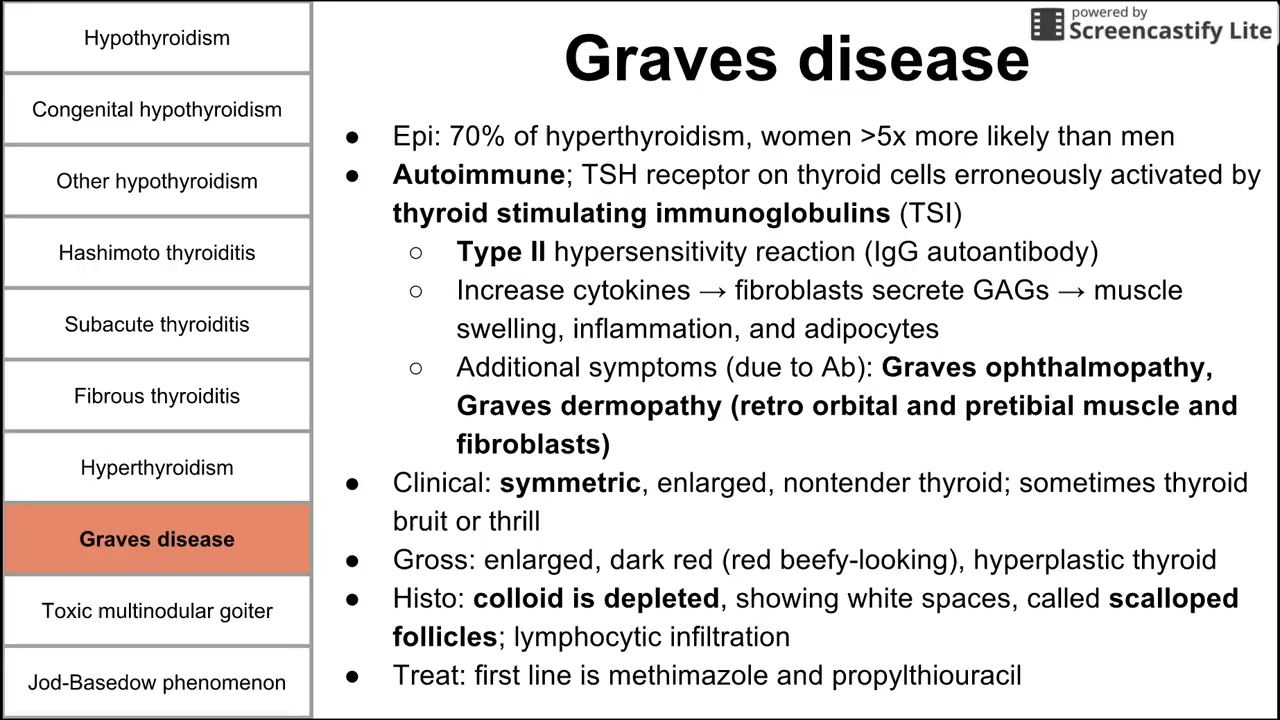 Hypothyroidism
Congenital hypothyroidism
Other hypothyroidism
Hashimoto thyroiditis
Subacute thyroiditis
Fibrous thyroiditis
Hyperthyroidism
Graves disease
Toxic multinodular goiter
Jod-Basedow phenomenon
powered by
Screencastify Lite
Graves disease
● Epi: 70% of hyperthyroidism, women >5x more likely than men
● Autoimmune; TSH receptor on thyroid cells erroneously activated by
thyroid stimulating immunoglobulins (TSI)
○ Type II hypersensitivity reaction (IgG autoantibody)
○ Increase cytokines → fibroblasts secrete GAGs → muscle
swelling, inflammation, and adipocytes
○ Additional symptoms (due to Ab): Graves ophthalmopathy,
Graves dermopathy (retro orbital and pretibial muscle and
fibroblasts)
● Clinical: symmetric, enlarged, nontender thyroid; sometimes thyroid
bruit or thrill
● Gross: enlarged, dark red (red beefy-looking), hyperplastic thyroid
● Histo: colloid is depleted, showing white spaces, called scalloped
follicles; lymphocytic infiltration
● Treat: first line is methimazole and propylthiouracil